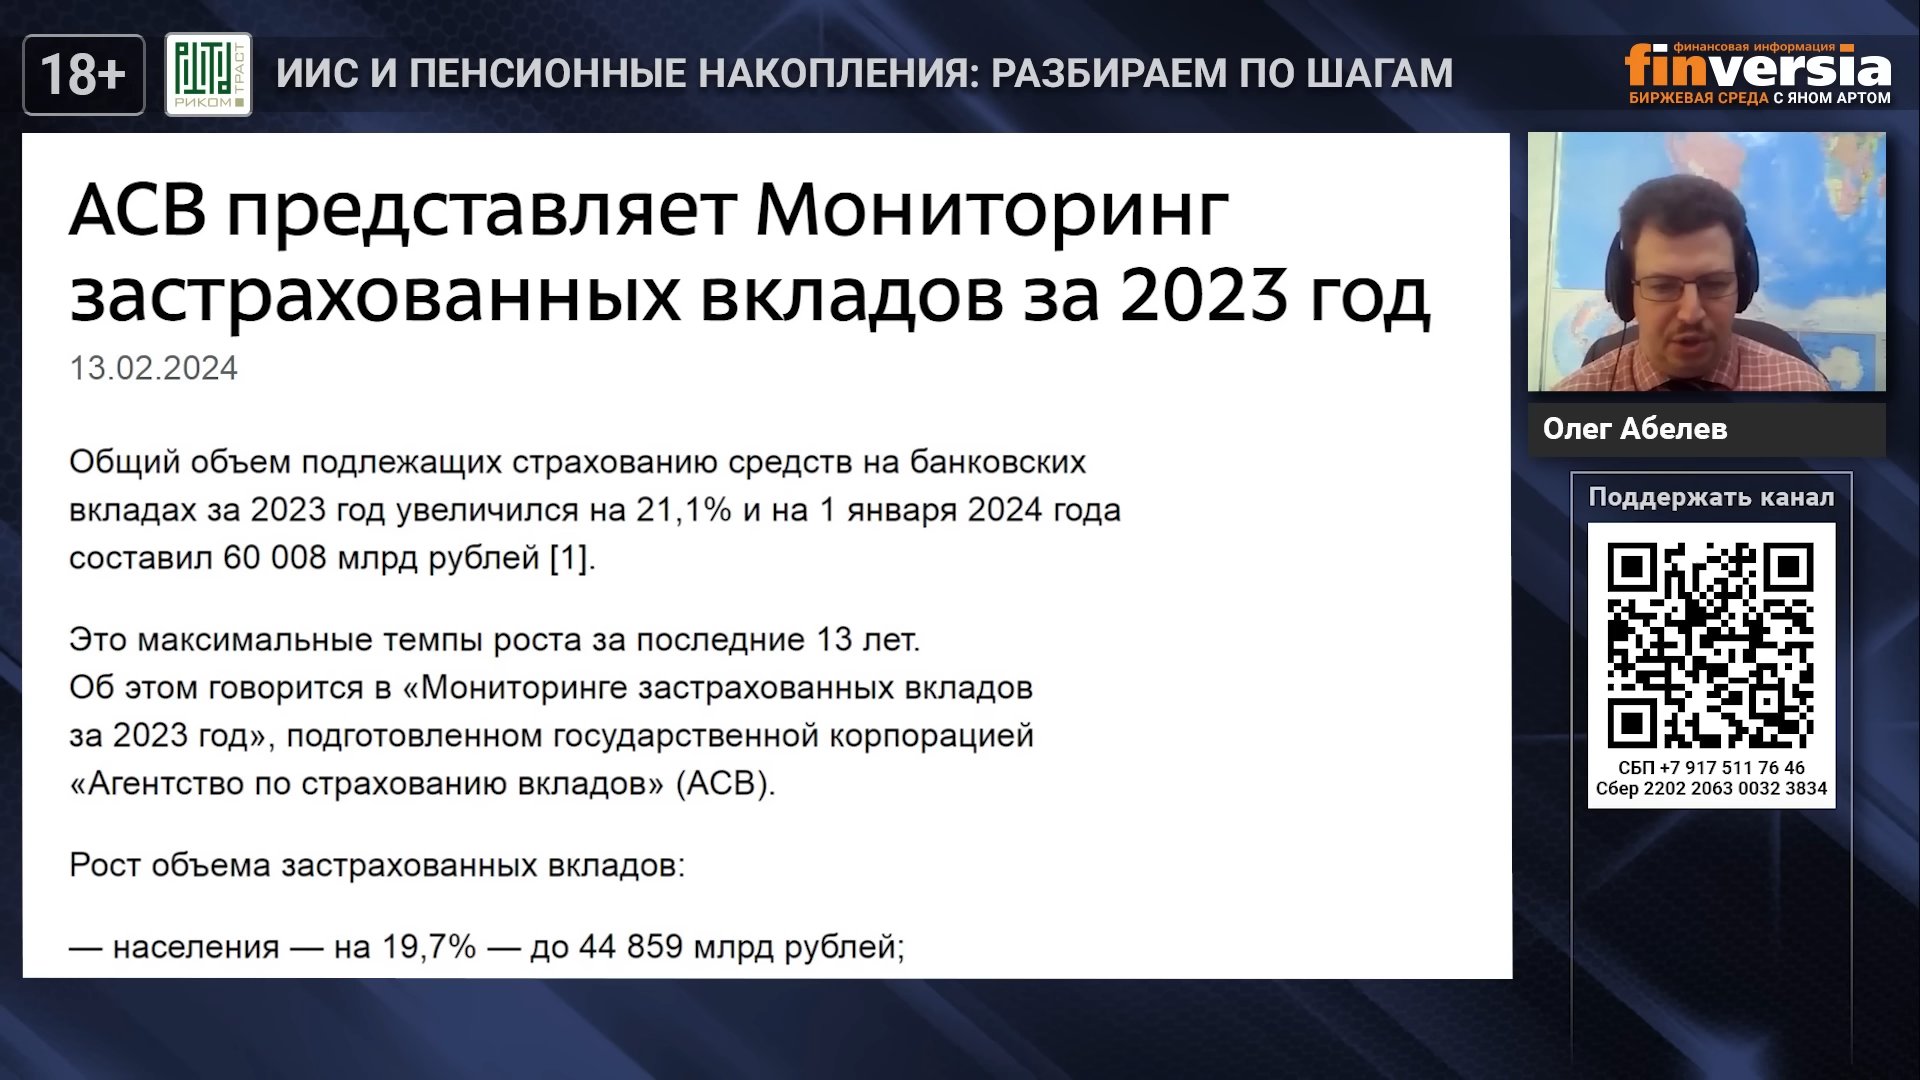 18+
РИКОМ
ТРАСТ
ИИС И ПЕНСИОННЫЕ НАКОПЛЕНИЯ: РАЗБИРАЕМ ПО ШАГАМ
финансовая информация
finversia
БИРЖЕВАЯ СРЕДА С ЯНОМ АРТОМ
АСВ представляет Мониторинг
застрахованных вкладов за 2023 год
13.02.2024
Общий объем подлежащих страхованию средств на банковских
вкладах за 2023 год увеличился на 21,1% и на 1 января 2024 года
составил 60 008 млрд рублей [1].
Это максимальные темпы роста за последние 13 лет.
Об этом говорится в «Мониторинге застрахованных вкладов
за 2023 год», подготовленном государственной корпорацией
«Агентство по страхованию вкладов» (АСВ).
Рост объема застрахованных вкладов:
— населения — на 19,7% — до 44 859 млрд рублей;
Олег Абелев
Поддержать канал
СБП +7 917 511 76 46
Сбер 2202 2063 0032 3834